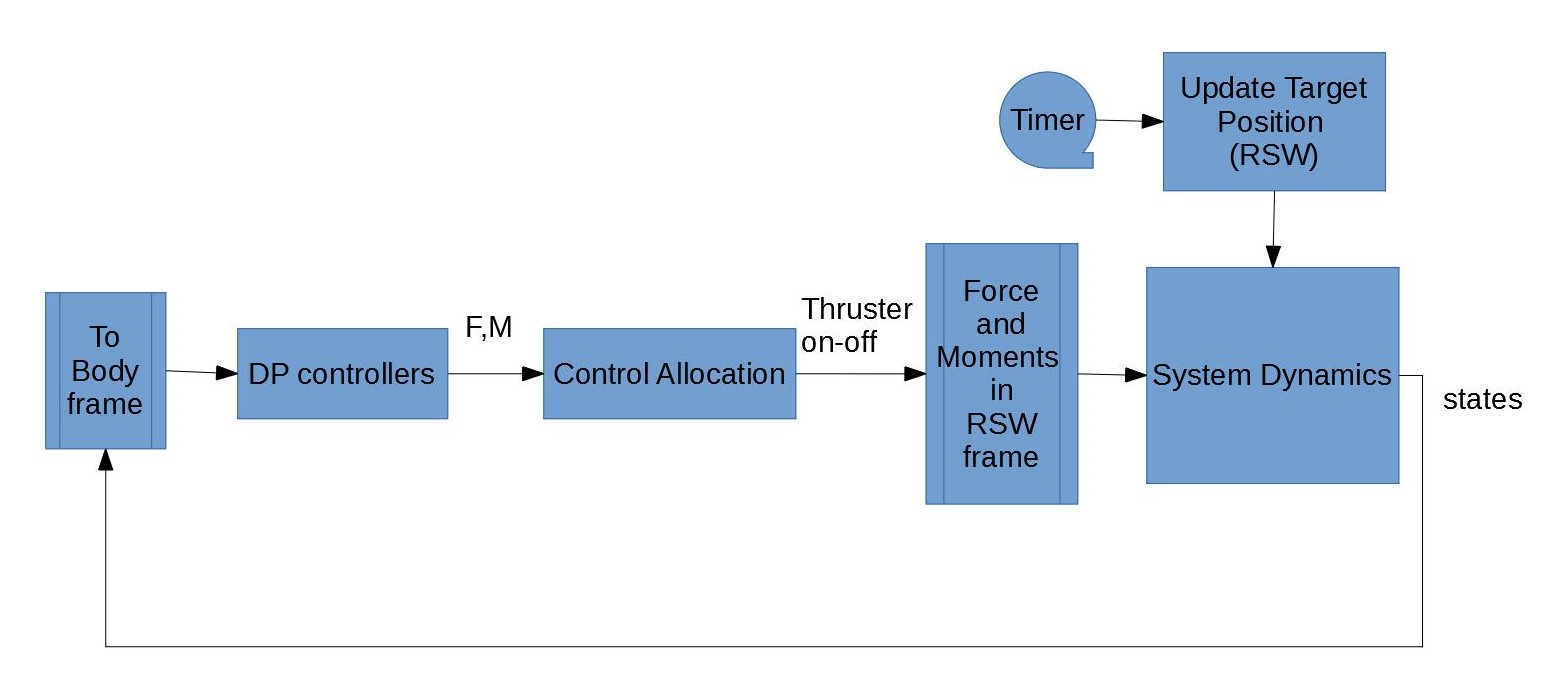 Timer
Update Target
Position
(RSW)
To
Body
frame
DP controllers
F,M
Control Allocation
Thruster
on-off
Force
and
Moments
in
RSW
frame
System Dynamics
states